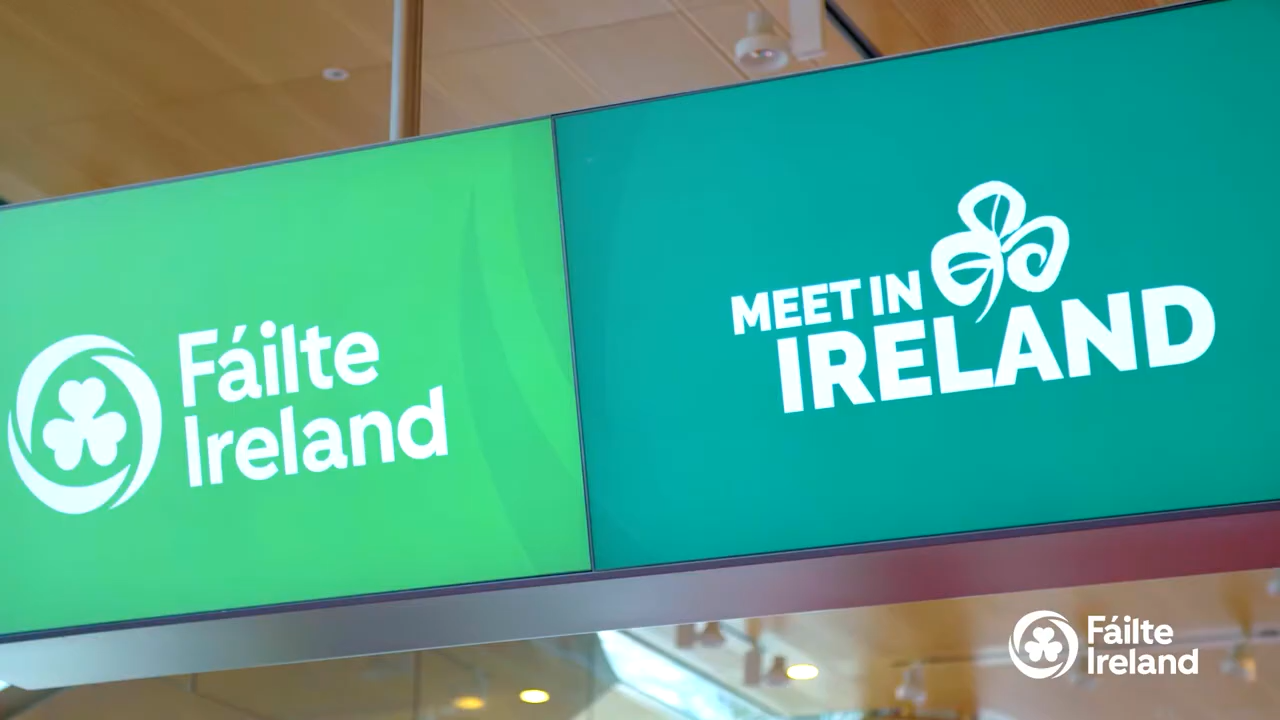 Fáilte
Ireland
MEET IN
IRELAND
Fáilte
Ireland